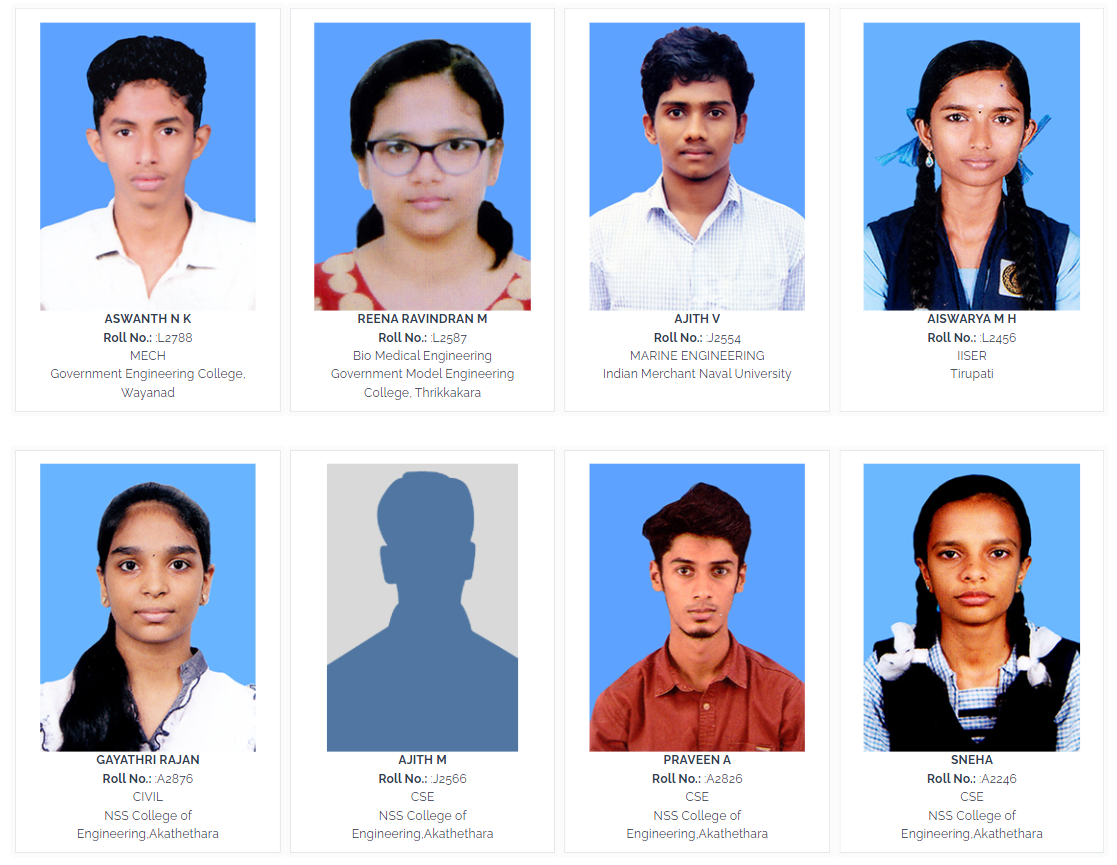 ASWANTH N K
Roll No.: :L2788
MECH
Government Engineering College,
Wayanad
REENA RAVINDRAN M
Roll No.: :L2587
Bio Medical Engineering
Government Model Engineering
College, Thrikkakara
AJITH V
Roll No.: :J2554
MARINE ENGINEERING
Indian Merchant Naval University
AISWARYA M H
Roll No.: :L2456
IISER
Tirupati
GAYATHRI RAJAN
Roll No.: :A2876
CIVIL
NSS College of
Engineering,Akathethara
AJITH M
Roll No.: :J2566
CSE
NSS College of
Engineering,Akathethara
PRAVEEN A
Roll No.: :A2826
CSE
NSS College of
Engineering,Akathethara
SNEHA
Roll No.: :A2246
CSE
NSS College of
Engineering,Akathethara